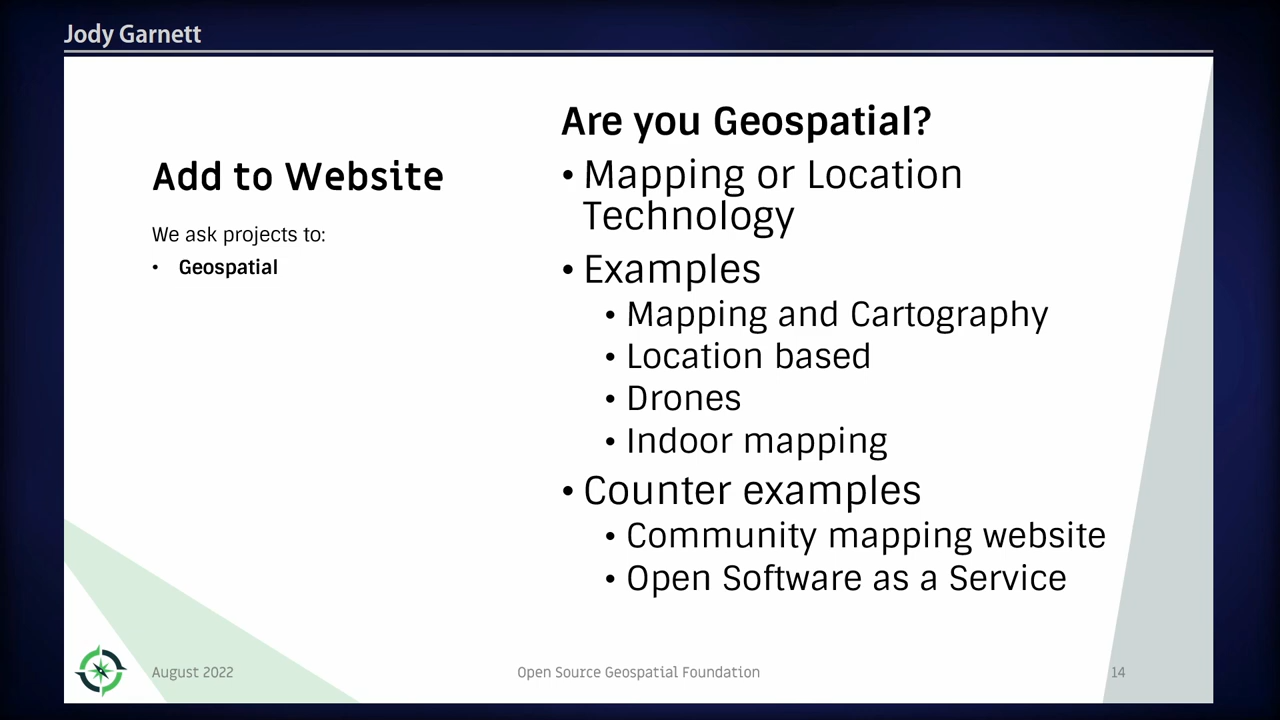 Jody Garnett
Add to Website
We ask projects to:
• Geospatial
Are you Geospatial?
• Mapping or Location
Technology
• Examples
• Mapping and Cartography
• Location based
• Drones
• Indoor mapping
• Counter examples
• Community mapping website
• Open Software as a Service
August 2022
Open Source Geospatial Foundation
14